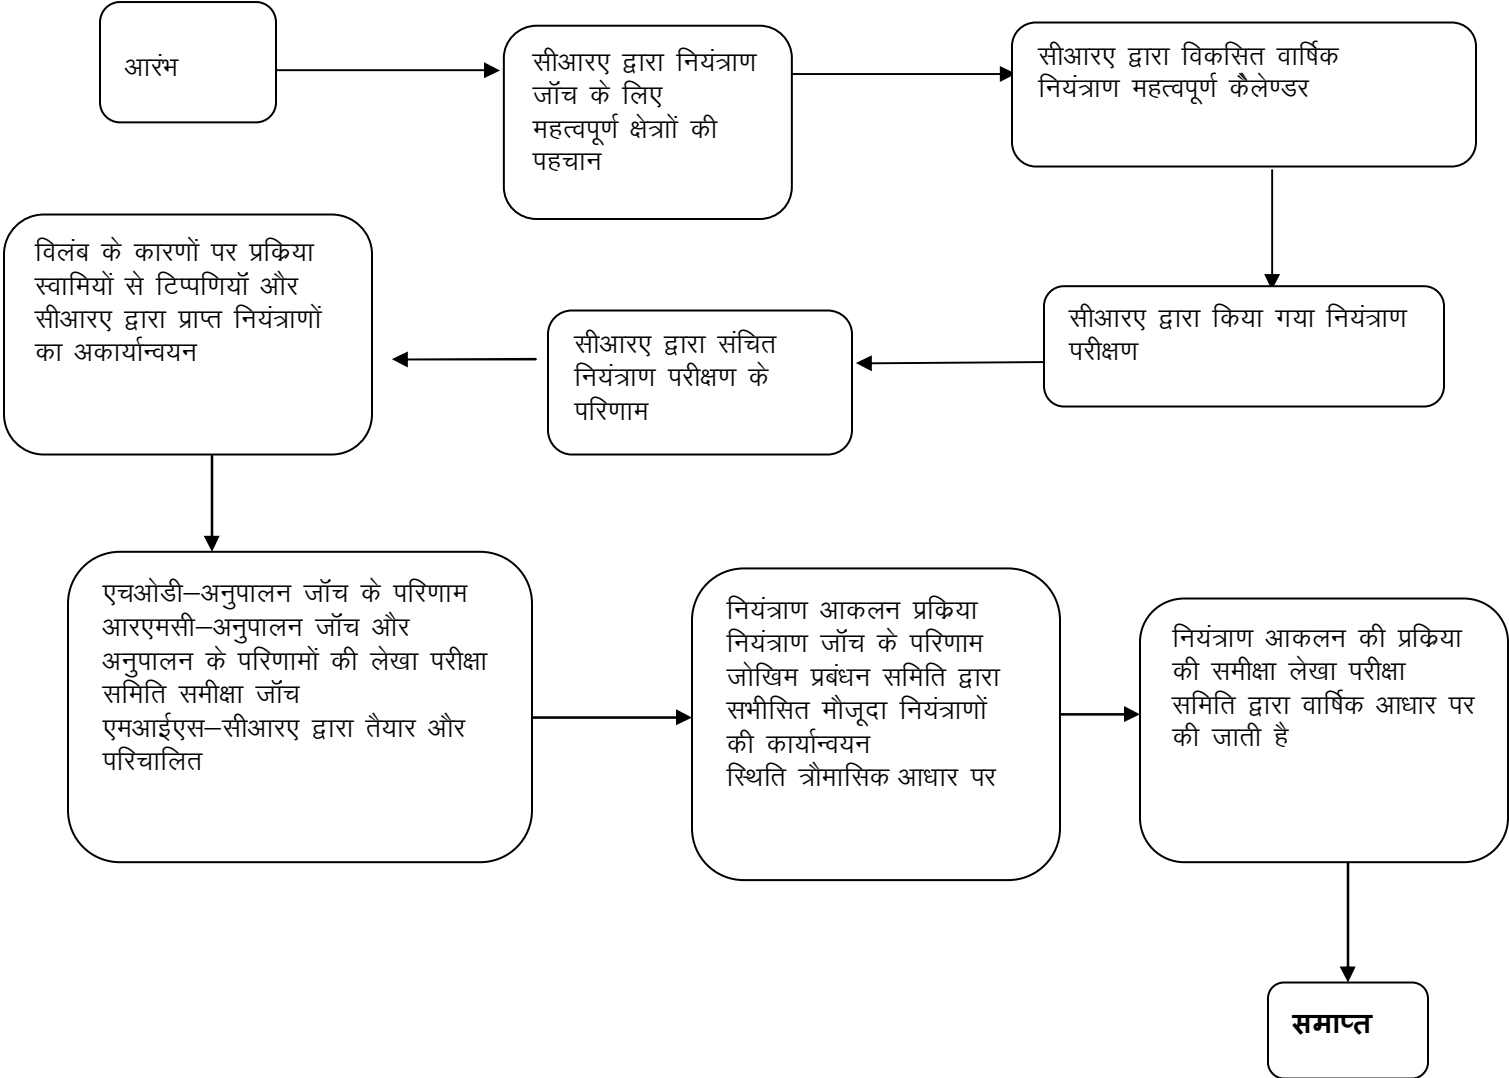 आरंभ
सीआरए द्वारा नियंत्राण
जॉच के लिए
महत्वपूर्ण क्षेत्राों की
पहचान
सीआरए द्वारा विकसित वार्षिक
नियंत्राण महत्वपूर्ण कैलेण्डर
सीआरए द्वारा किया गया नियंत्राण
परीक्षण
सीआरए द्वारा संचित
नियंत्राण परीक्षण के
परिणाम
विलंब के कारणों पर प्रकिया
स्वामियों से टिप्पणियॉ और
सीआरए द्वारा प्राप्त नियंत्राणों
का अकार्यान्वयन
एचओडी–अनुपालन जॉच के परिणाम
आरएमसी–अनुपालन जॉच और
अनुपालन के परिणामों की लेखा परीक्षा
समिति समीक्षा जॉच
एमआईएस–सीआरए द्वारा तैयार और
परिचालित
नियंत्राण आकलन प्रकिया
नियंत्राण जॉच के परिणाम
जोखिम प्रबंधन समिति द्वारा
सभीसित मौजूदा नियंत्राणों
की कार्यान्वयन
स्थिति त्रौमासिक आधार पर
नियंत्राण आकलन की प्रकिया
की समीक्षा लेखा परीक्षा
समिति द्वारा वार्षिक आधार पर
की जाती है
समाप्त